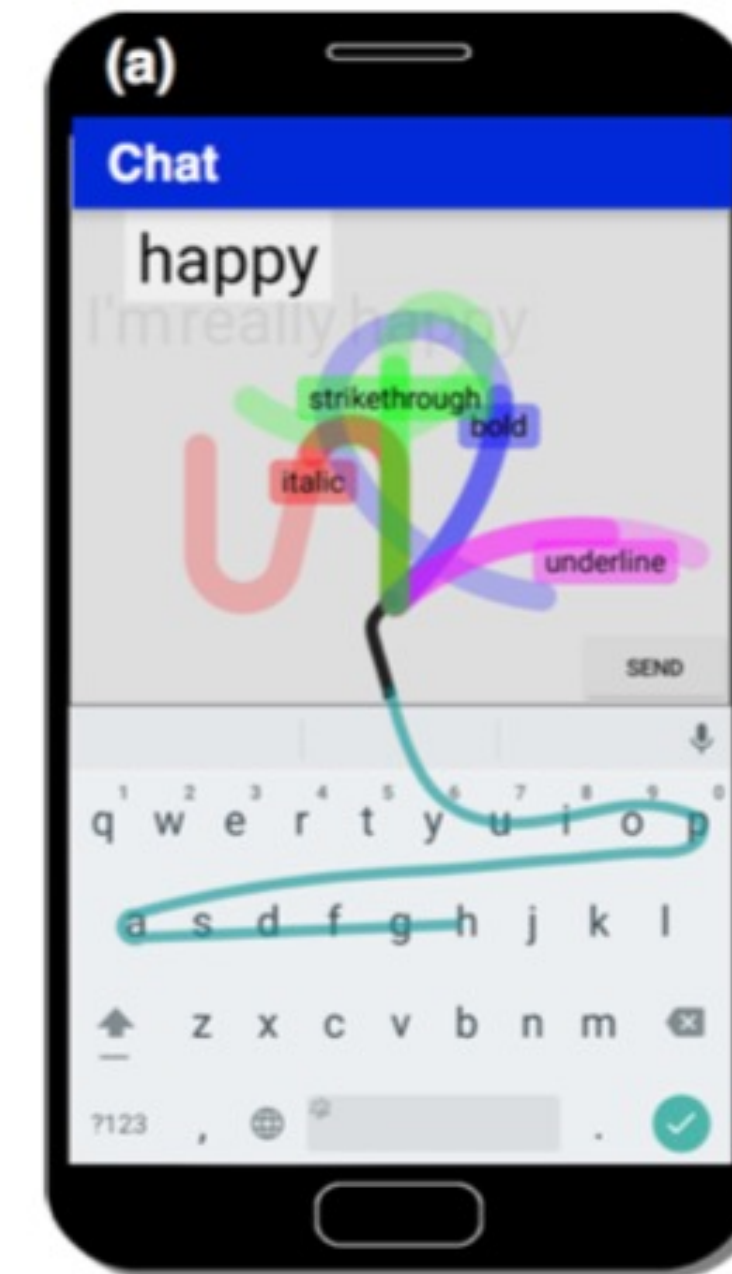 (a)
Chat
happy
I'm really happy
strikethrough
bold
italic
underline
SEND
1 2 3 4 5 6 7 8 9 0
q w e r t y u i o p
a s d f g h j k l
z x c v b n m
?123 , .